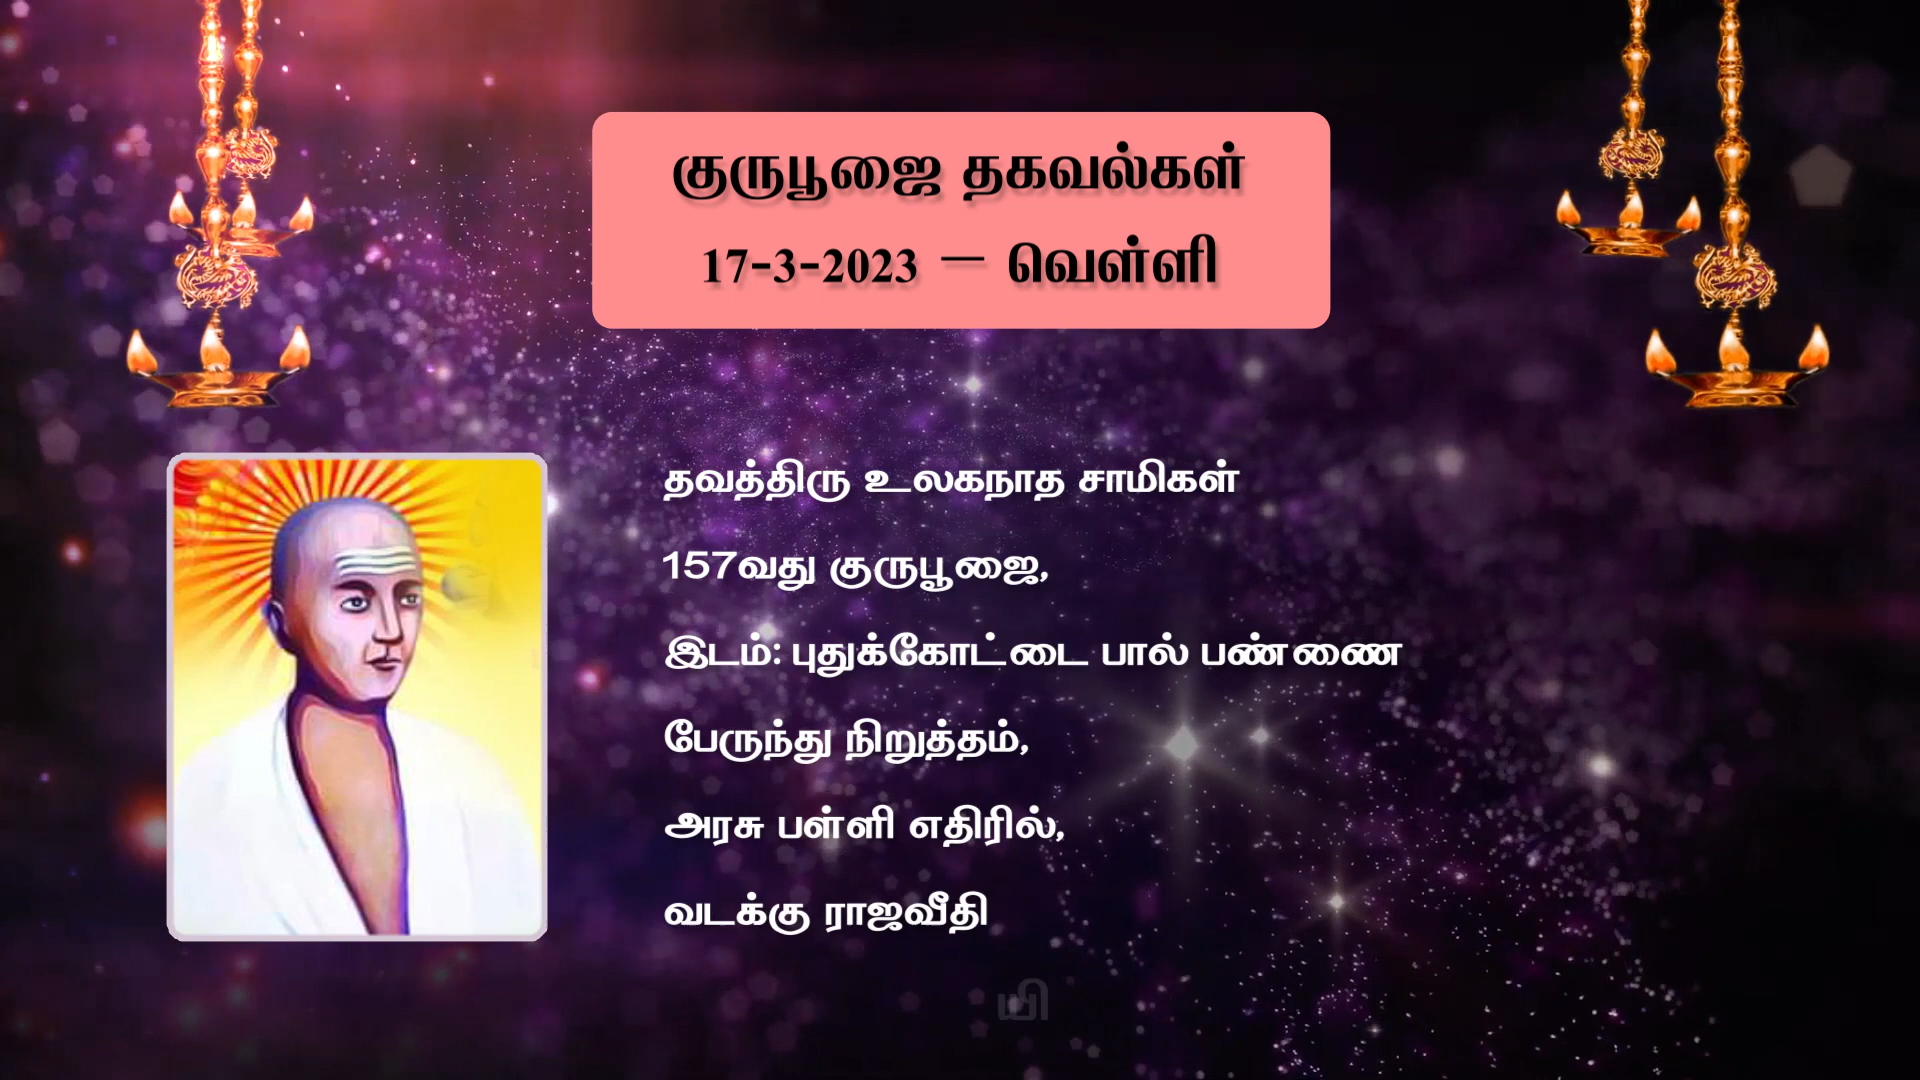 குருபூஜை தகவல்கள்
17-3-2023 – வெள்ளி
தவத்திரு உலகநாத சாமிகள்
157வது குருபூஜை,
இடம்: புதுக்கோட்டை பால் பண்ணை
பேருந்து நிறுத்தம்,
அரசு பள்ளி எதிரில்,
வடக்கு ராஜவீதி